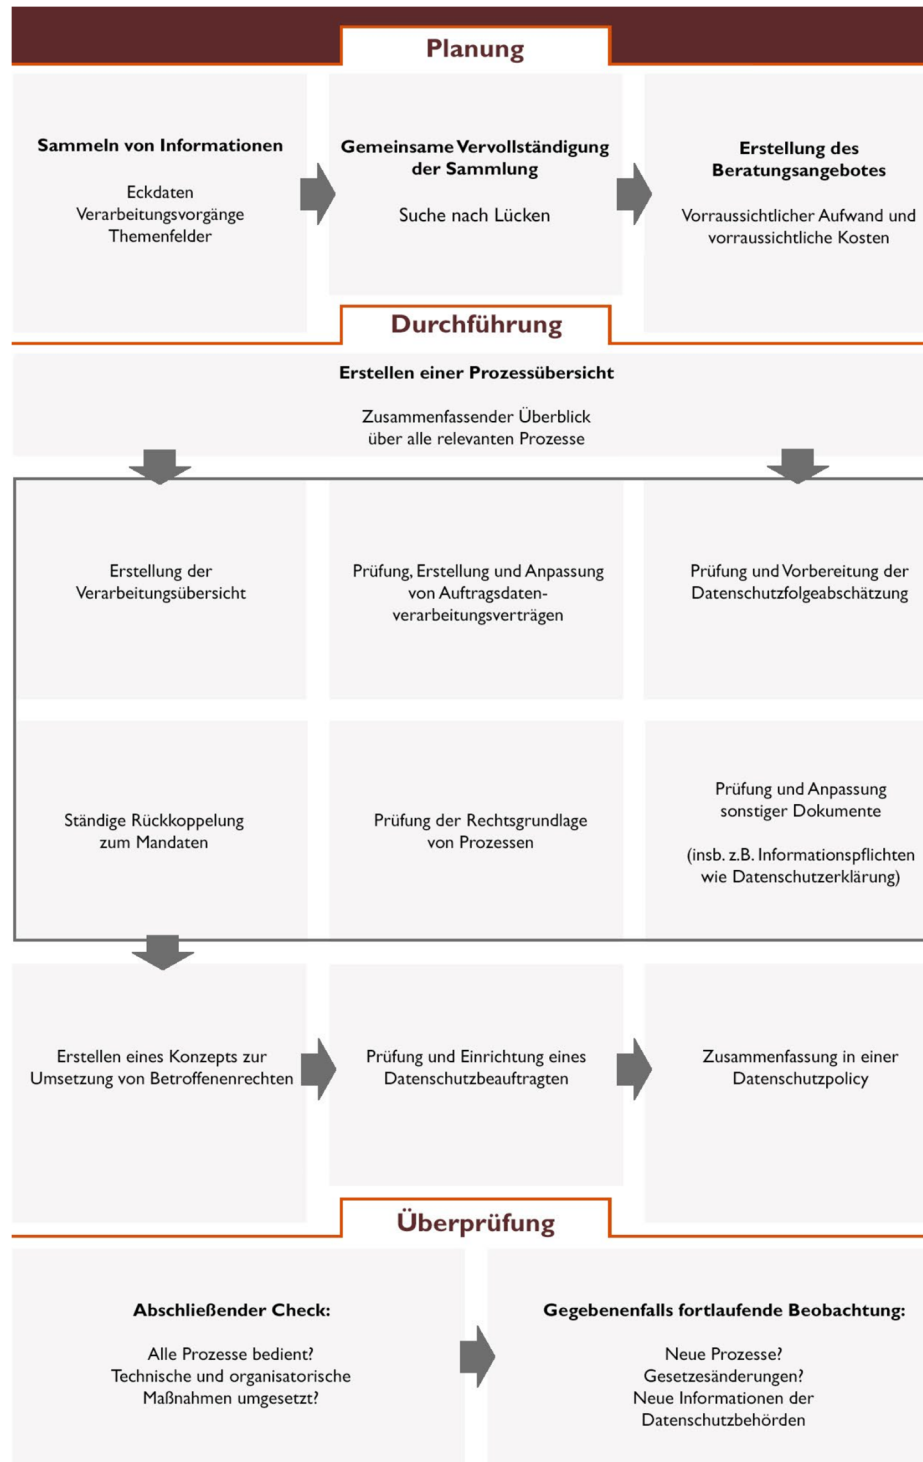 Planung
Sammeln von Informationen
Eckdaten
Verarbeitungsvorgänge
Themenfelder
Gemeinsame Vervollständigung
der Sammlung
Suche nach Lücken
Erstellung des
Beratungsangebotes
Vorraussichtlicher Aufwand und
vorraussichtliche Kosten
Durchführung
Erstellen einer Prozessübersicht
Zusammenfassender Überblick
über alle relevanten Prozesse
Erstellung der
Verarbeitungsübersicht
Prüfung, Erstellung und Anpassung
von Auftragsdaten-
verarbeitungsverträgen
Prüfung und Vorbereitung der
Datenschutzfolgeabschätzung
Ständige Rückkoppelung
zum Mandaten
Prüfung der Rechtsgrundlage
von Prozessen
Prüfung und Anpassung
sonstiger Dokumente
(insb. z.B. Informationspflichten
wie Datenschutzerklärung)
Erstellen eines Konzepts zur
Umsetzung von Betroffenenrechten
Prüfung und Einrichtung eines
Datenschutzbeauftragten
Zusammenfassung in einer
Datenschutzpolicy
Überprüfung
Abschließender Check:
Alle Prozesse bedient?
Technische und organisatorische
Maßnahmen umgesetzt?
Gegebenenfalls fortlaufende Beobachtung:
Neue Prozesse?
Gesetzesänderungen?
Neue Informationen der
Datenschutzbehörden